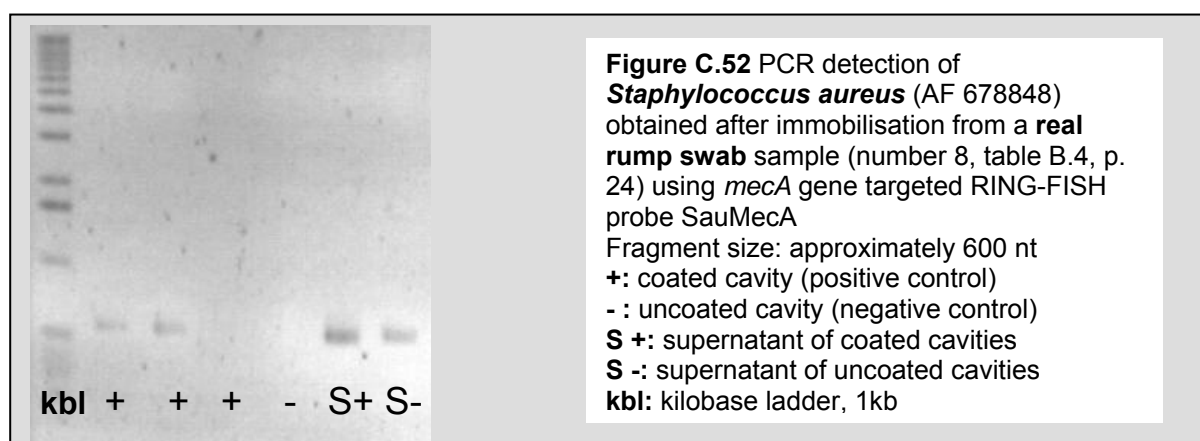 kbl + + + - S+ S-
Figure C.52 PCR detection of
Staphylococcus aureus (AF 678848)
obtained after immobilisation from a real
rump swab sample (number 8, table B.4, p.
24) using mecA gene targeted RING-FISH
probe SauMecA
Fragment size: approximately 600 nt
+: coated cavity (positive control)
- : uncoated cavity (negative control)
S +: supernatant of coated cavities
S -: supernatant of uncoated cavities
kbl: kilobase ladder, 1kb